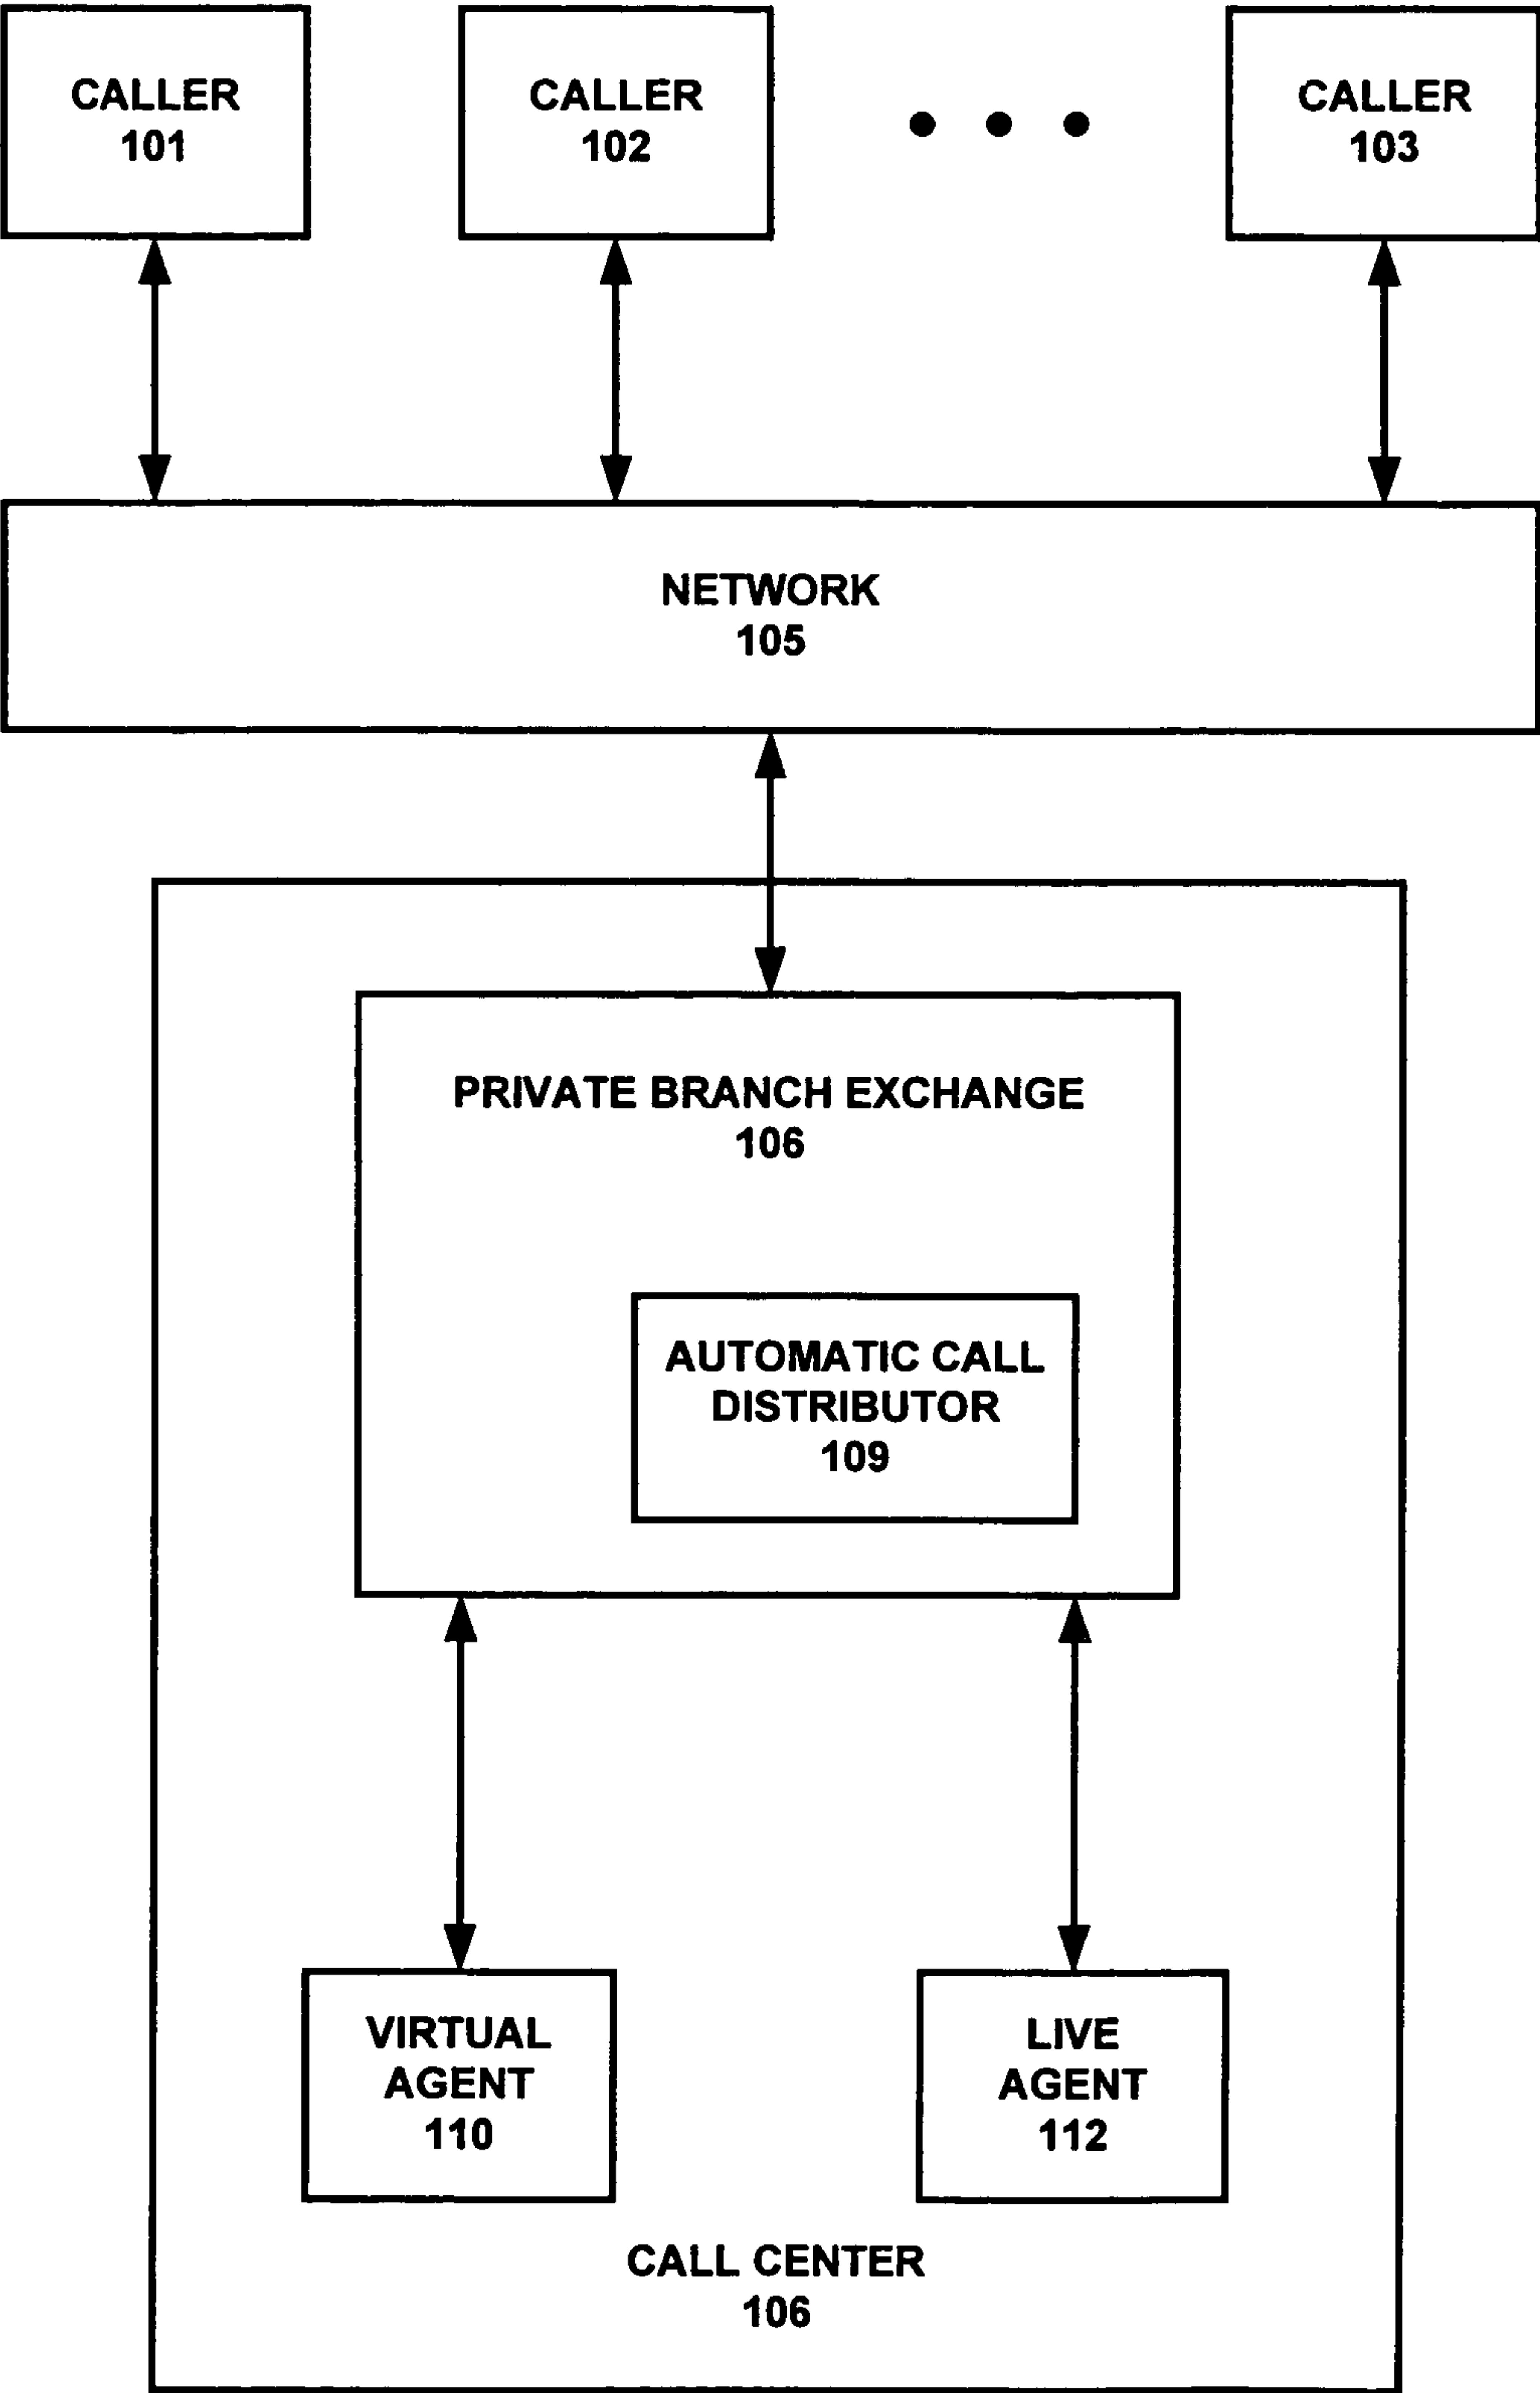 CALLER
101
CALLER
102
CALLER
103
NETWORK
105
PRIVATE BRANCH EXCHANGE
106
AUTOMATIC CALL
DISTRIBUTOR
109
VIRTUAL
AGENT
110
LIVE
AGENT
112
CALL CENTER
106